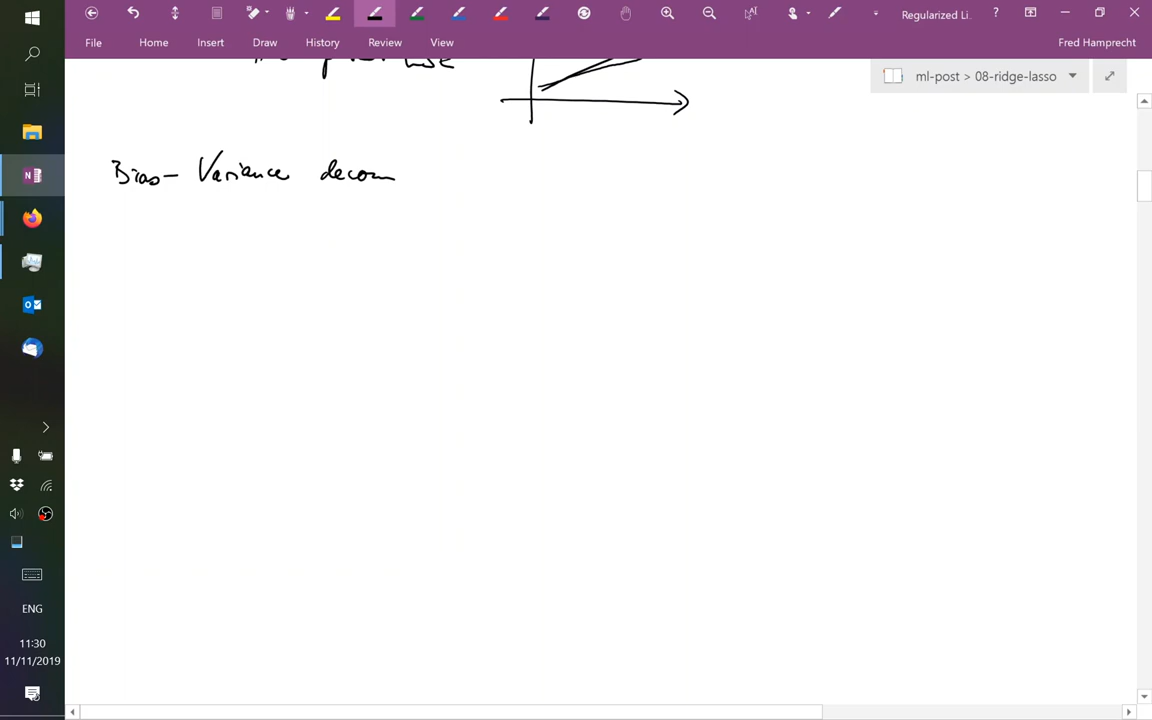 Regularized Li.
File Home Insert Draw History Review View Fred Hamprecht
ml-post > 08-ridge-lasso
Bias- Variance decom
ENG
11:30
11/11/2019